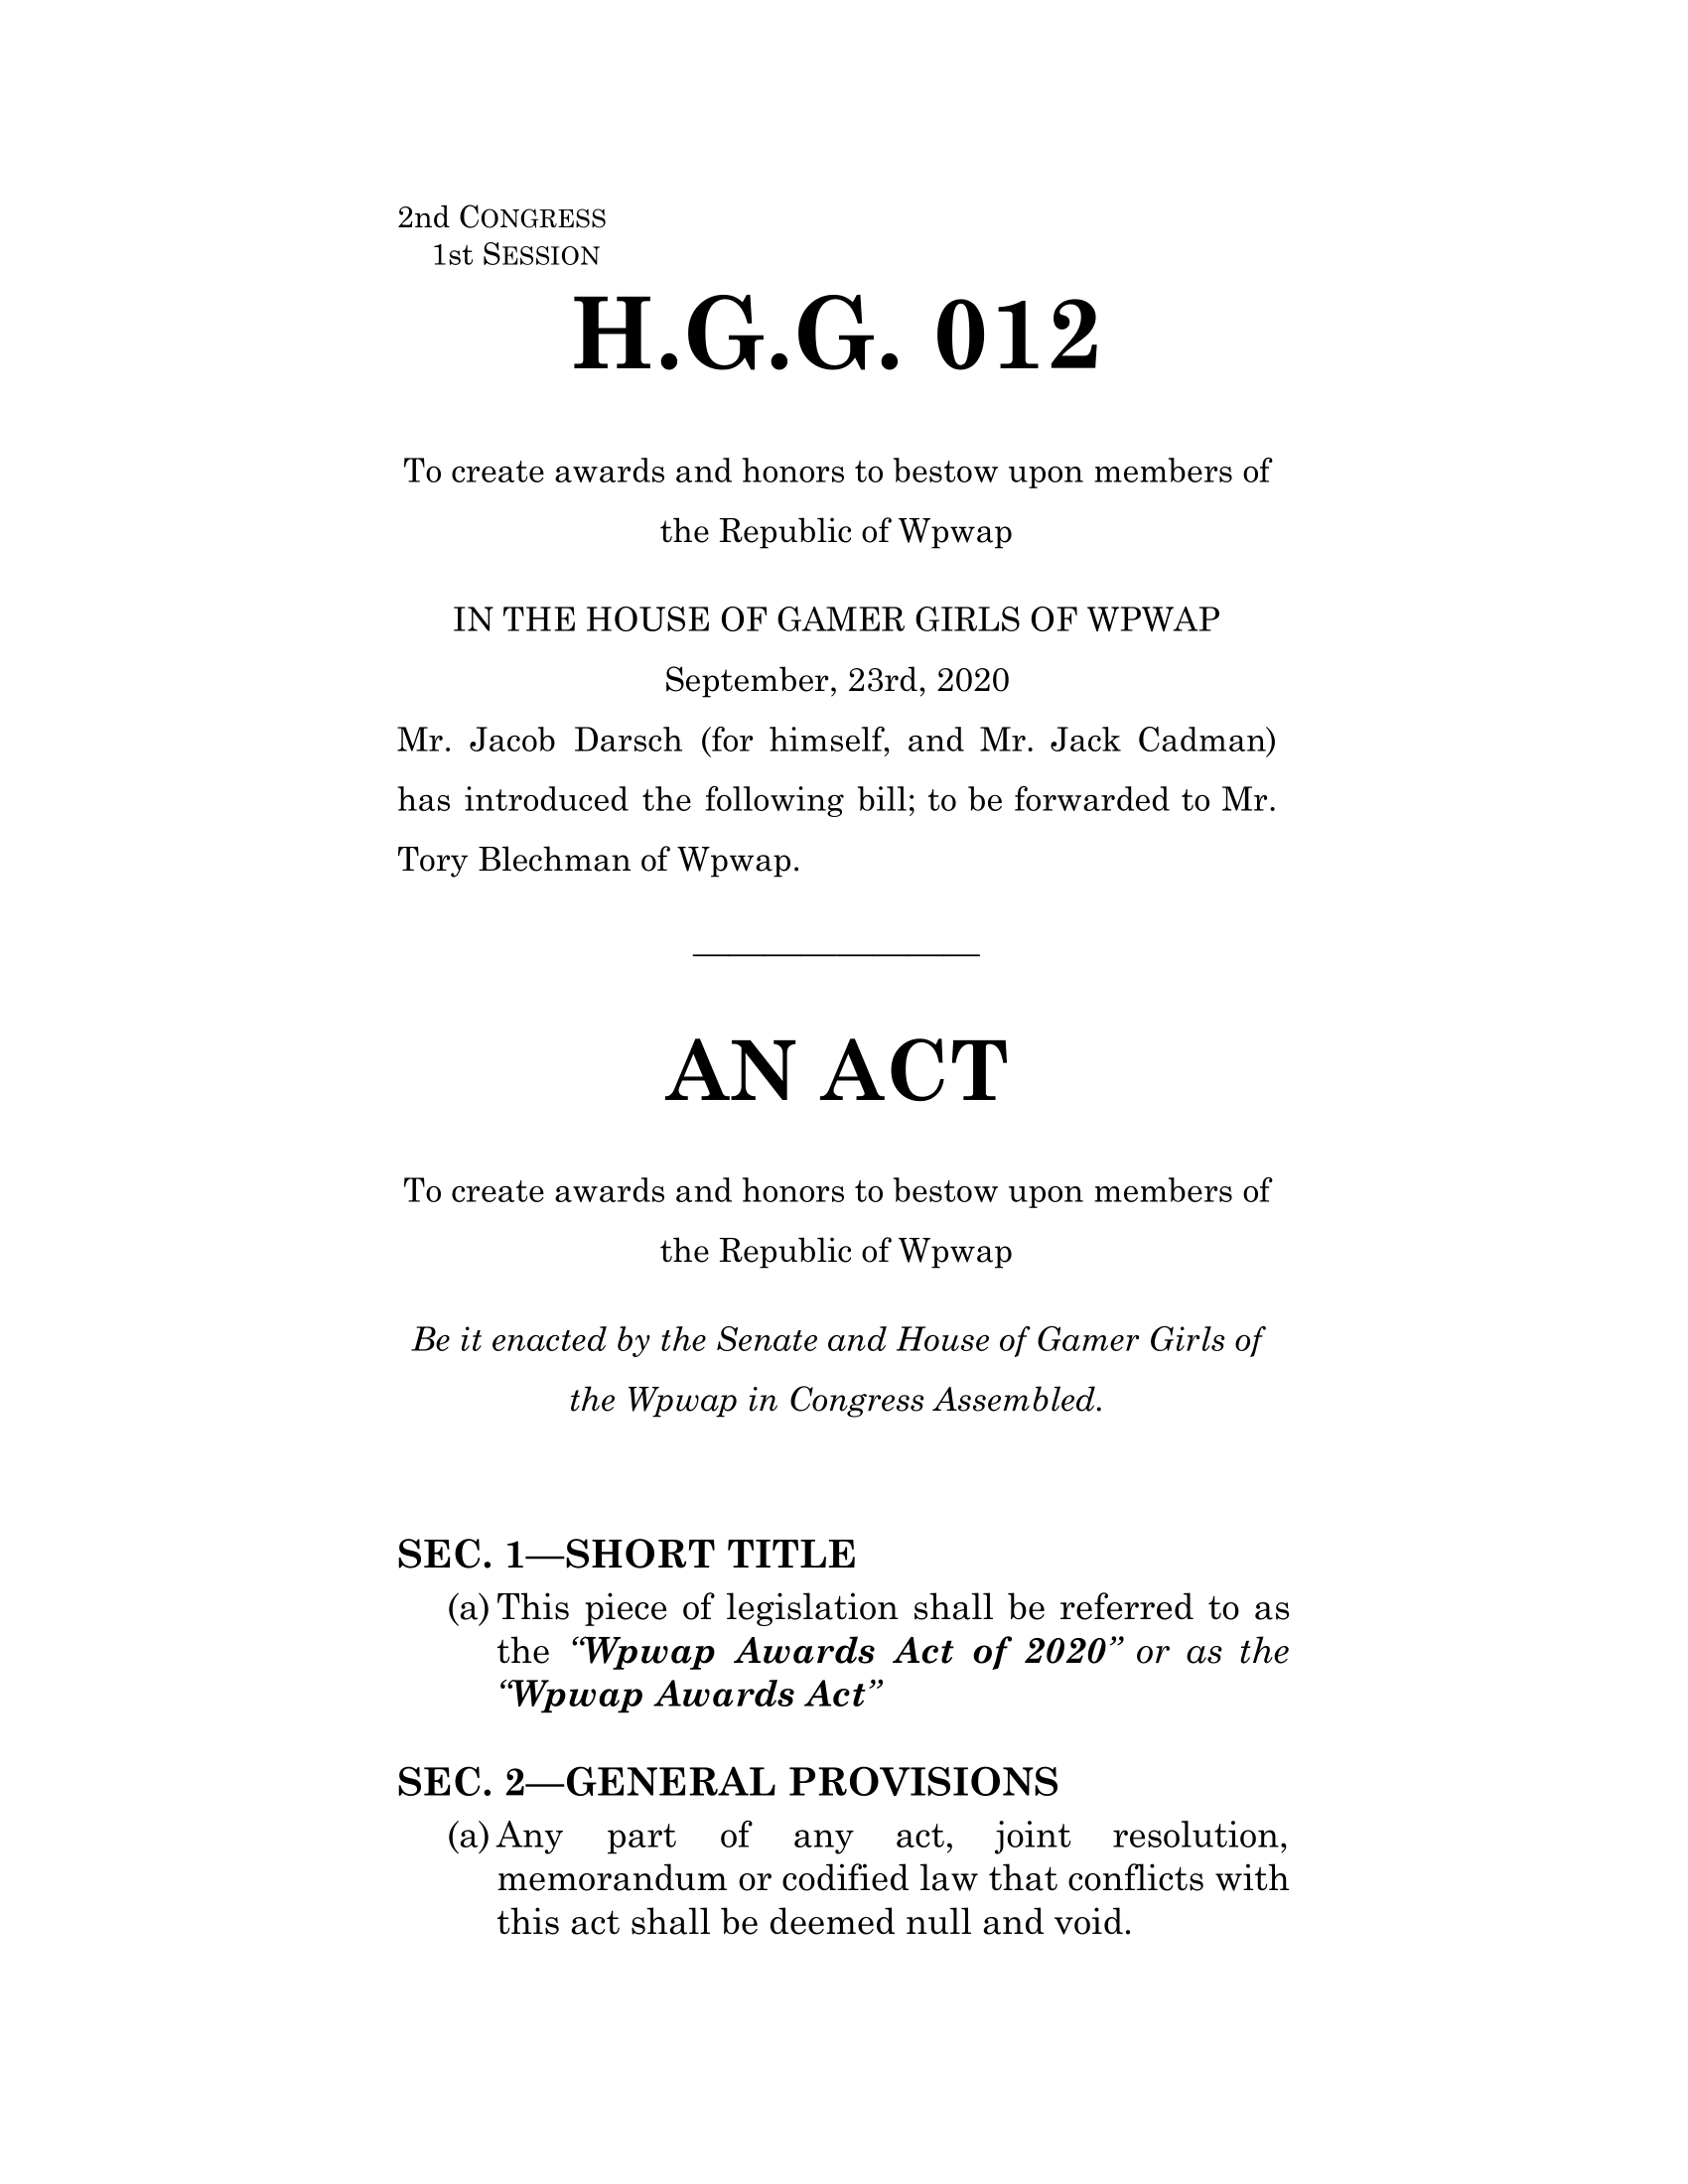 2nd CONGRESS
1st SESSION
H.G.G. 012
To create awards and honors to bestow upon members of
the Republic of Wpwap
IN THE HOUSE OF GAMER GIRLS OF WPWAP
September, 23rd, 2020
Mr. Jacob Darsch (for himself, and Mr. Jack Cadman)
has introduced the following bill; to be forwarded to Mr.
Tory Blechman of Wpwap.
AN ACT
To create awards and honors to bestow upon members of
the Republic of Wpwap
Be it enacted by the Senate and House of Gamer Girls of
the Wpwap in Congress Assembled.
SEC. 1—SHORT TITLE
(a) This piece of legislation shall be referred to as
the “Wpwap Awards Act of 2020” or as the
“Wpwap Awards Act”
SEC. 2—GENERAL PROVISIONS
(a) Any part of any act, joint resolution,
memorandum or codified law that conflicts with
this act shall be deemed null and void.